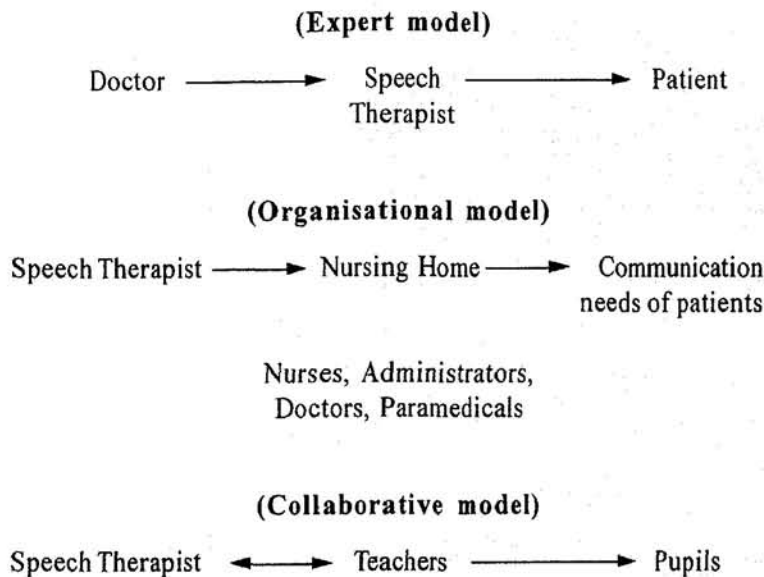 (Expert model)
Doctor Speech Patient
Therapist
(Organisational model)
Speech Therapist Nursing Home Communication
needs of patients
Nurses, Administrators,
Doctors, Paramedicals
(Collaborative model)
Speech Therapist Teachers Pupils